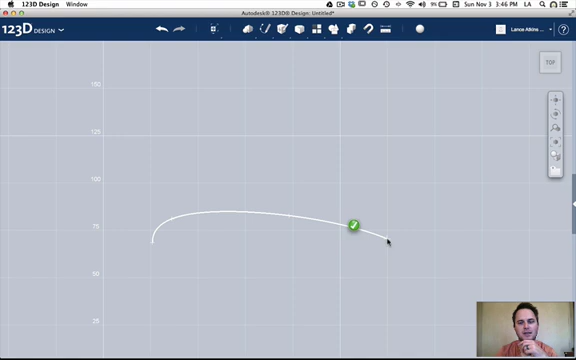 123D Design Window
9% Sun Nov 3 3:46 PM LA
Autodesk® 123D® Design: Untitled*
123D DESIGN
Lance Atkins
?
TOP
150
125
100
75
50
25